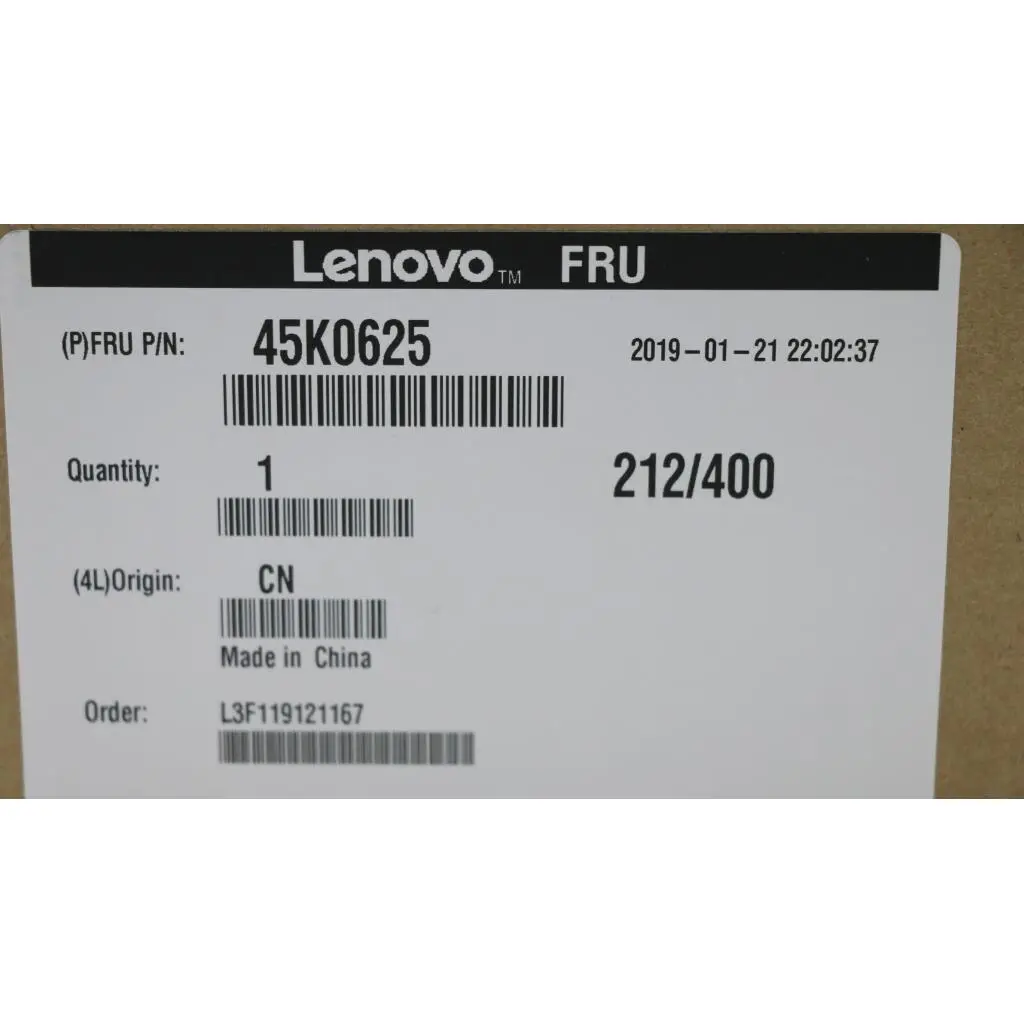 Lenovo™ FRU
(P)FRU P/N: 45K0625 2019-01-21 22:02:37
Quantity: 1 212/400
(4L)Origin: CN
Made in China
Order: L3F119121167